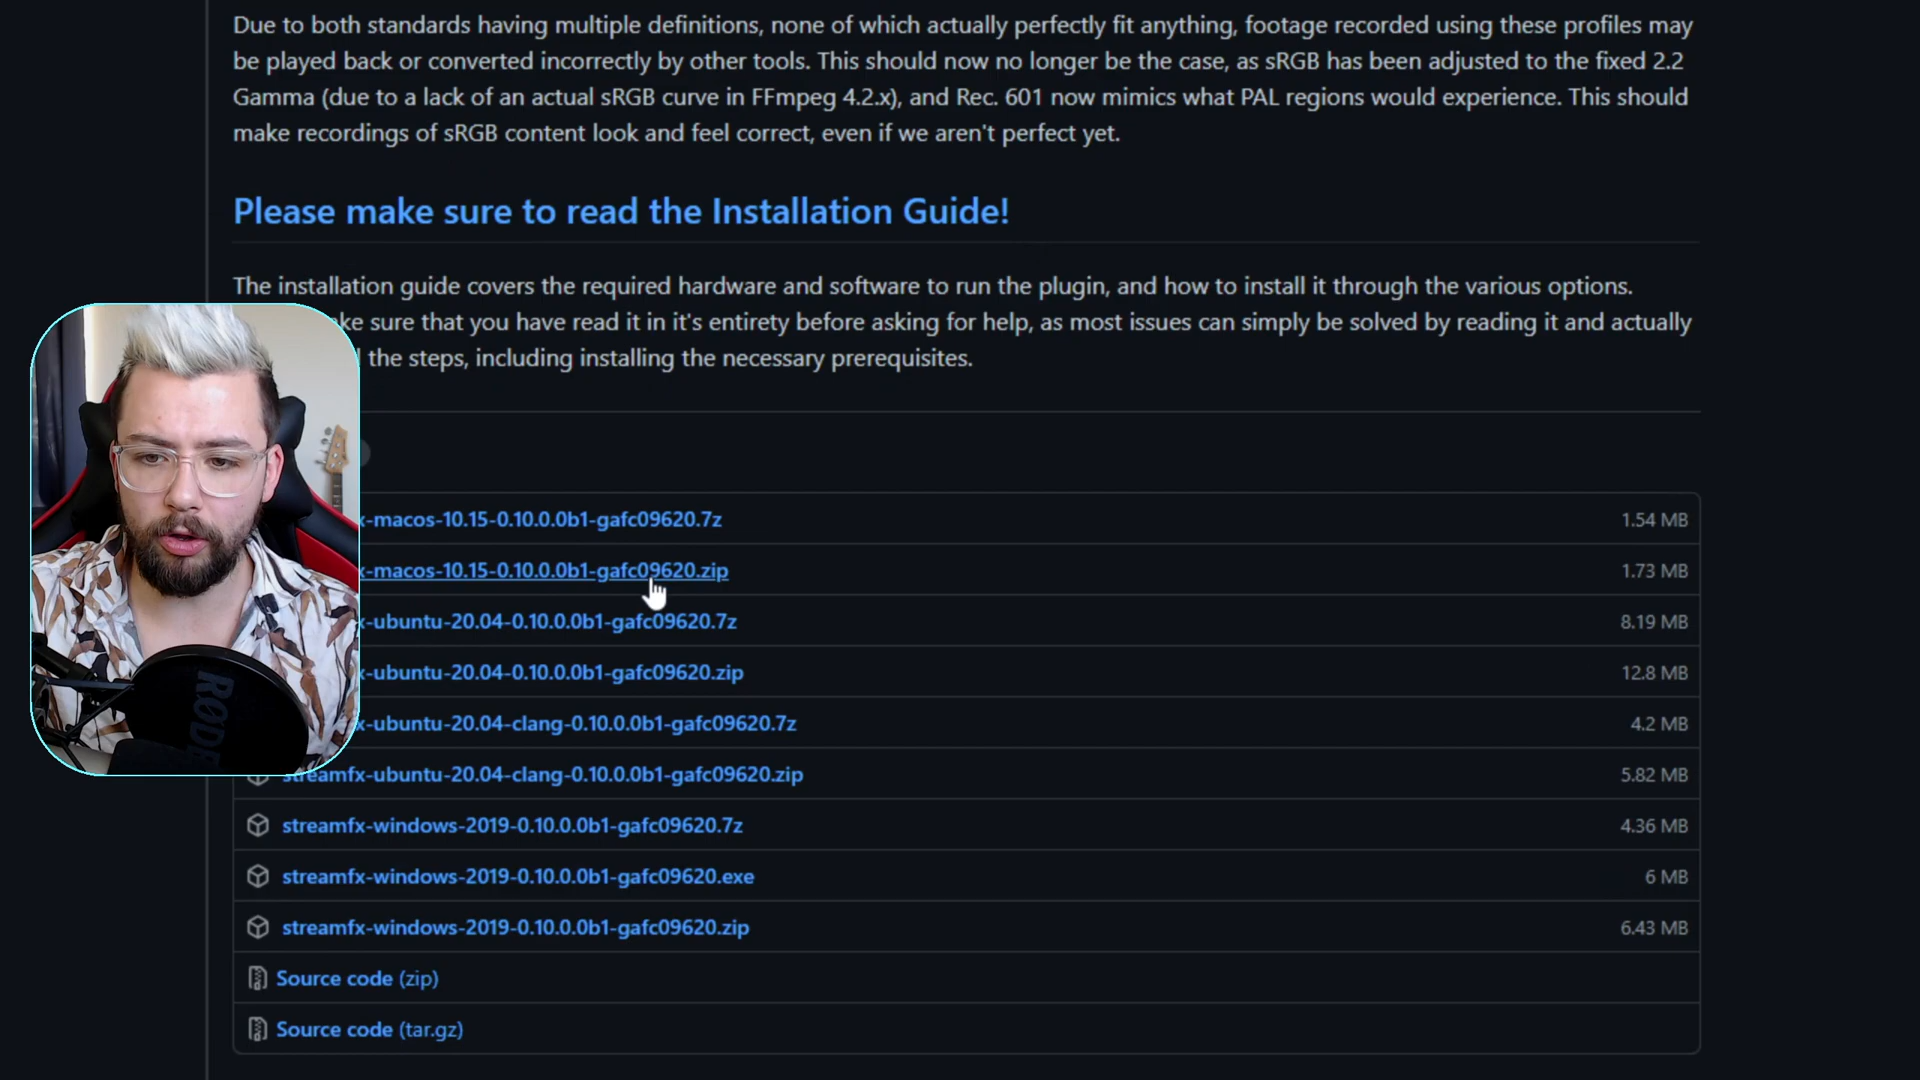 Due to both standards having multiple definitions, none of which actually perfectly fit anything, footage recorded using these profiles may
be played back or converted incorrectly by other tools. This should now no longer be the case, as sRGB has been adjusted to the fixed 2.2
Gamma (due to a lack of an actual sRGB curve in FFmpeg 4.2.x), and Rec. 601 now mimics what PAL regions would experience. This should
make recordings of sRGB content look and feel correct, even if we aren't perfect yet.
Please make sure to read the Installation Guide!
The installation guide covers the required hardware and software to run the plugin, and how to install it through the various options.
ke sure that you have read it in it's entirety before asking for help, as most issues can simply be solved by reading it and actually
the steps, including installing the necessary prerequisites.
x-macos-10.15-0.10.0.0b1-gafc09620.7z 1.54 MB
x-macos-10.15-0.10.0.0b1-gafc09620.zip 1.73 MB
x-ubuntu-20.04-0.10.0.0b1-gafc09620.7z 8.19 MB
x-ubuntu-20.04-0.10.0.0b1-gafc09620.zip 12.8 MB
x-ubuntu-20.04-clang-0.10.0.0b1-gafc09620.7z 4.2 MB
streamfx-ubuntu-20.04-clang-0.10.0.0b1-gafc09620.zip 5.82 MB
streamfx-windows-2019-0.10.0.0b1-gafc09620.7z 4.36 MB
streamfx-windows-2019-0.10.0.0b1-gafc09620.exe 6 MB
streamfx-windows-2019-0.10.0.0b1-gafc09620.zip 6.43 MB
Source code (zip)
Source code (tar.gz)
RØDE